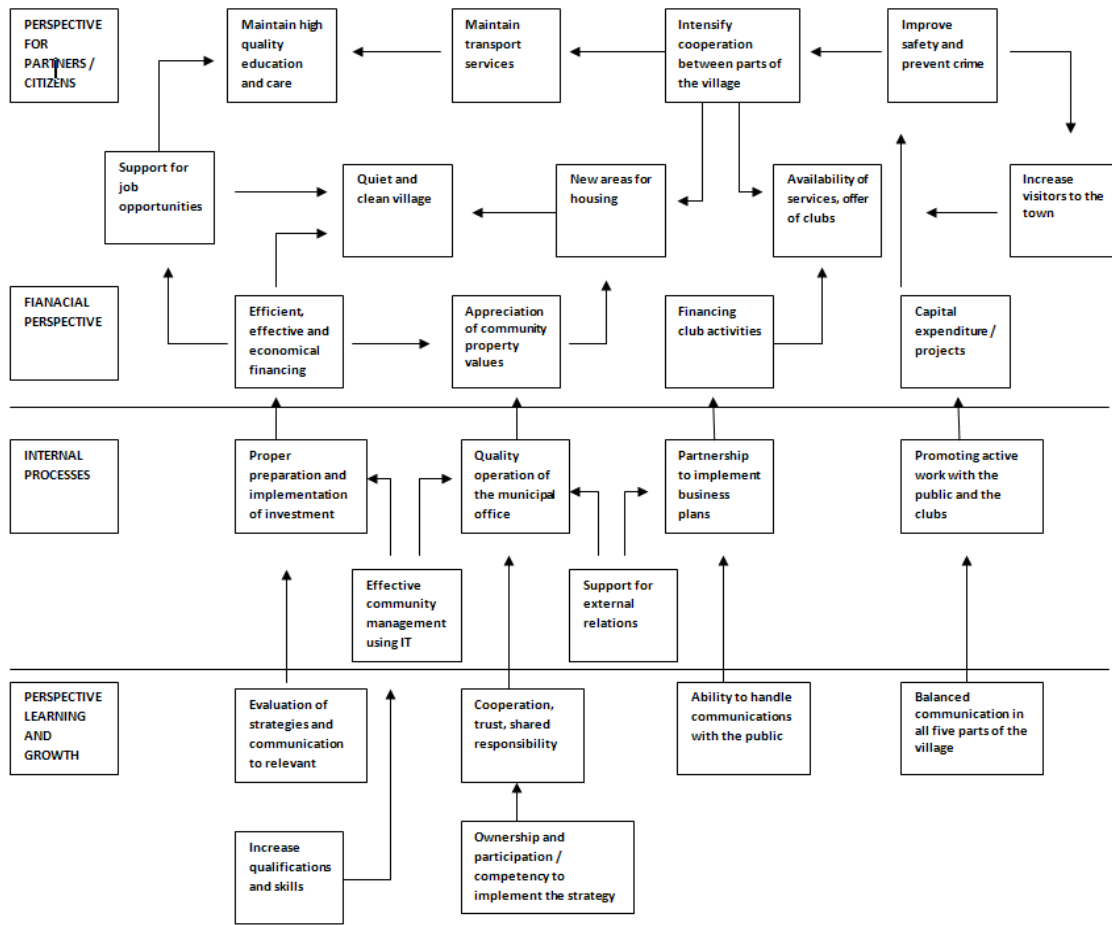 PERSPECTIVE
FOR
PARTNERS /
CITIZENS
Maintain high
quality
education
and care
Maintain
transport
services
Intensify
cooperation
between parts of
the village
Improve
safety and
prevent crime
Support for
job
opportunities
Quiet and
clean village
New areas for
housing
Availability of
services, offer
of clubs
Increase
visitors to the
town
FIANACIAL
PERSPECTIVE
Efficient,
effective and
economical
financing
Appreciation
of community
property
values
Financing
club activities
Capital
expenditure/
projects
INTERNAL
PROCESSES
Proper
preparation and
implementation
of investment
Quality
operation of
the municipal
office
Partnership
to implement
business
plans
Promoting active
work with the
public and the
clubs
Effective
community
management
using IT
Support for
external
relations
PERSPECTIVE
LEARNING
AND
GROWTH
Evaluation of
strategies and
communication
to relevant
Cooperation,
trust, shared
responsibility
Ability to handle
communications
with the public
Balanced
communication in
all five parts of the
village
Increase
qualifications
and skills
Ownership and
participation /
competency to
implement the strategy